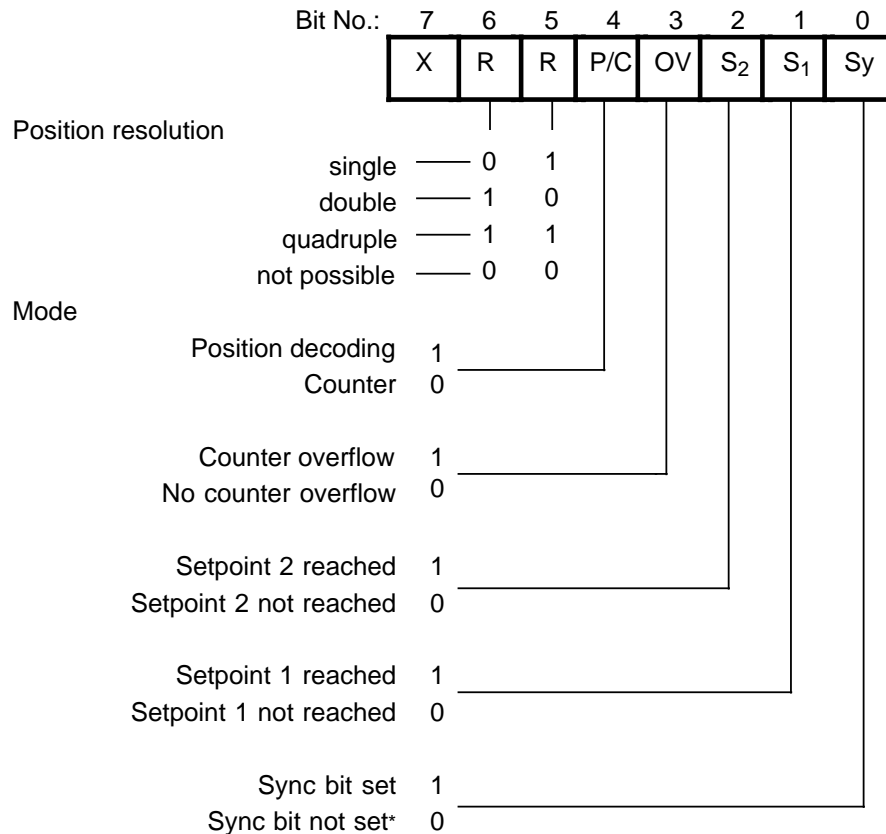 Bit No.: 7 6 5 4 3 2 1 0
X R R P/C OV S2 S1 Sy
Position resolution
single 0 1
double 1 0
quadruple 1 1
not possible 0 0
Mode
Position decoding 1
Counter 0
Counter overflow 1
No counter overflow 0
Setpoint 2 reached 1
Setpoint 2 not reached 0
Setpoint 1 reached 1
Setpoint 1 not reached 0
Sync bit set 1
Sync bit not set* 0